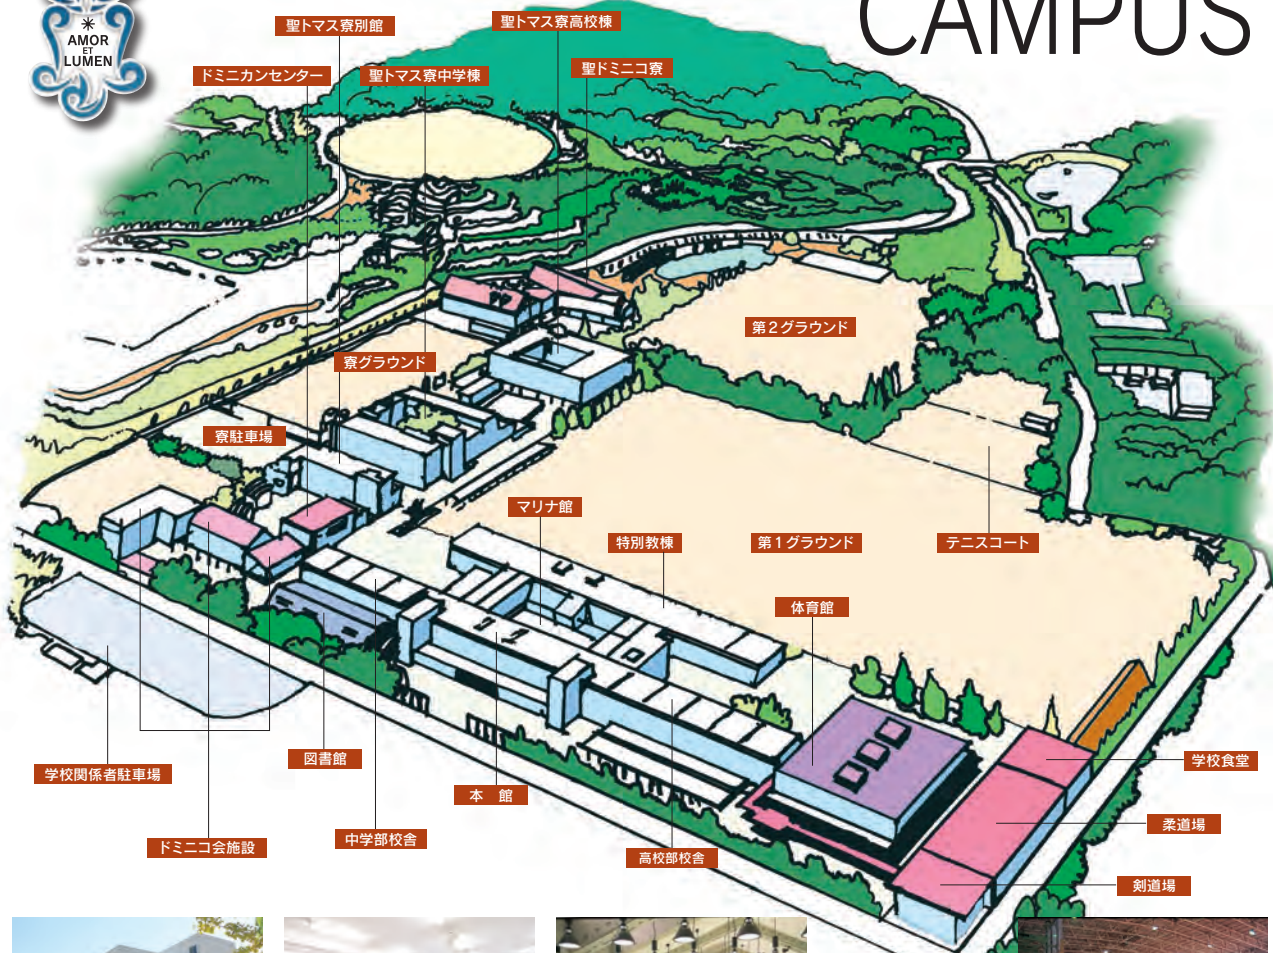 CAMPUS
AMOR
ET
LUMEN
聖トマス寮別館
聖トマス寮高校棟
ドミニカンセンター
聖トマス寮中学棟
聖ドミニコ寮
第2グラウンド
寮グラウンド
寮駐車場
マリナ館
特別教棟
第1グラウンド
テニスコート
体育館
図書館
学校関係者駐車場
学校食堂
本 館
柔道場
中学部校舎
ドミニコ会施設
高校部校舎
剣道場